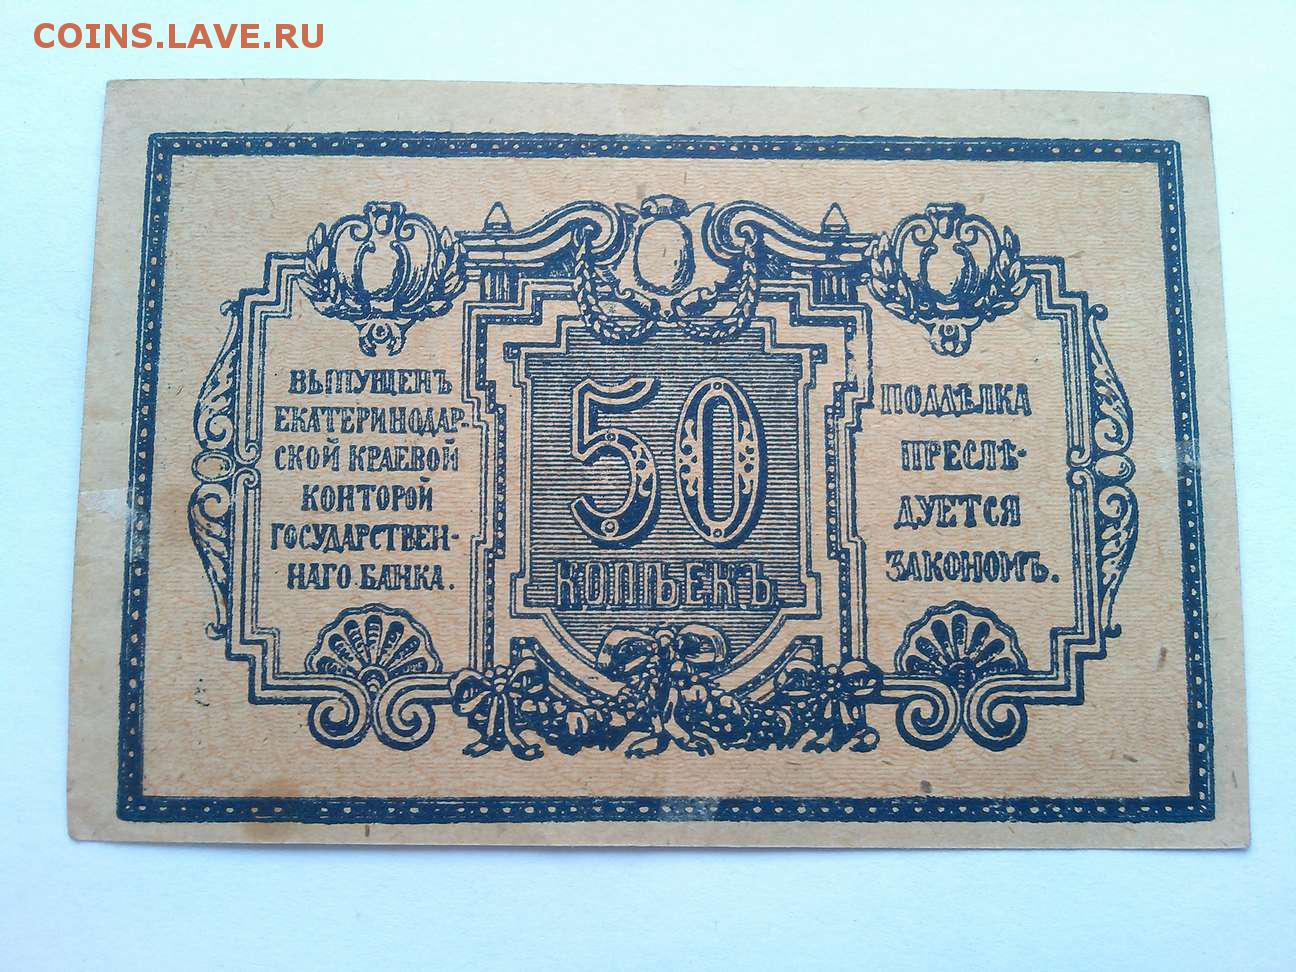 COINS.LAVE.RU
ВЫПУЩЕНЪ
ЕКАТЕРИНОДАР-
СКОЙ КРАЕВОЙ
КОНТОРОЙ
ГОСУДАРСТВЕН-
НАГО БАНКА.
50
КОПѢЕКЪ
ПОДДѢЛКА
ПРЕСЛѢ-
ДУЕТСЯ
ЗАКОНОМЪ.